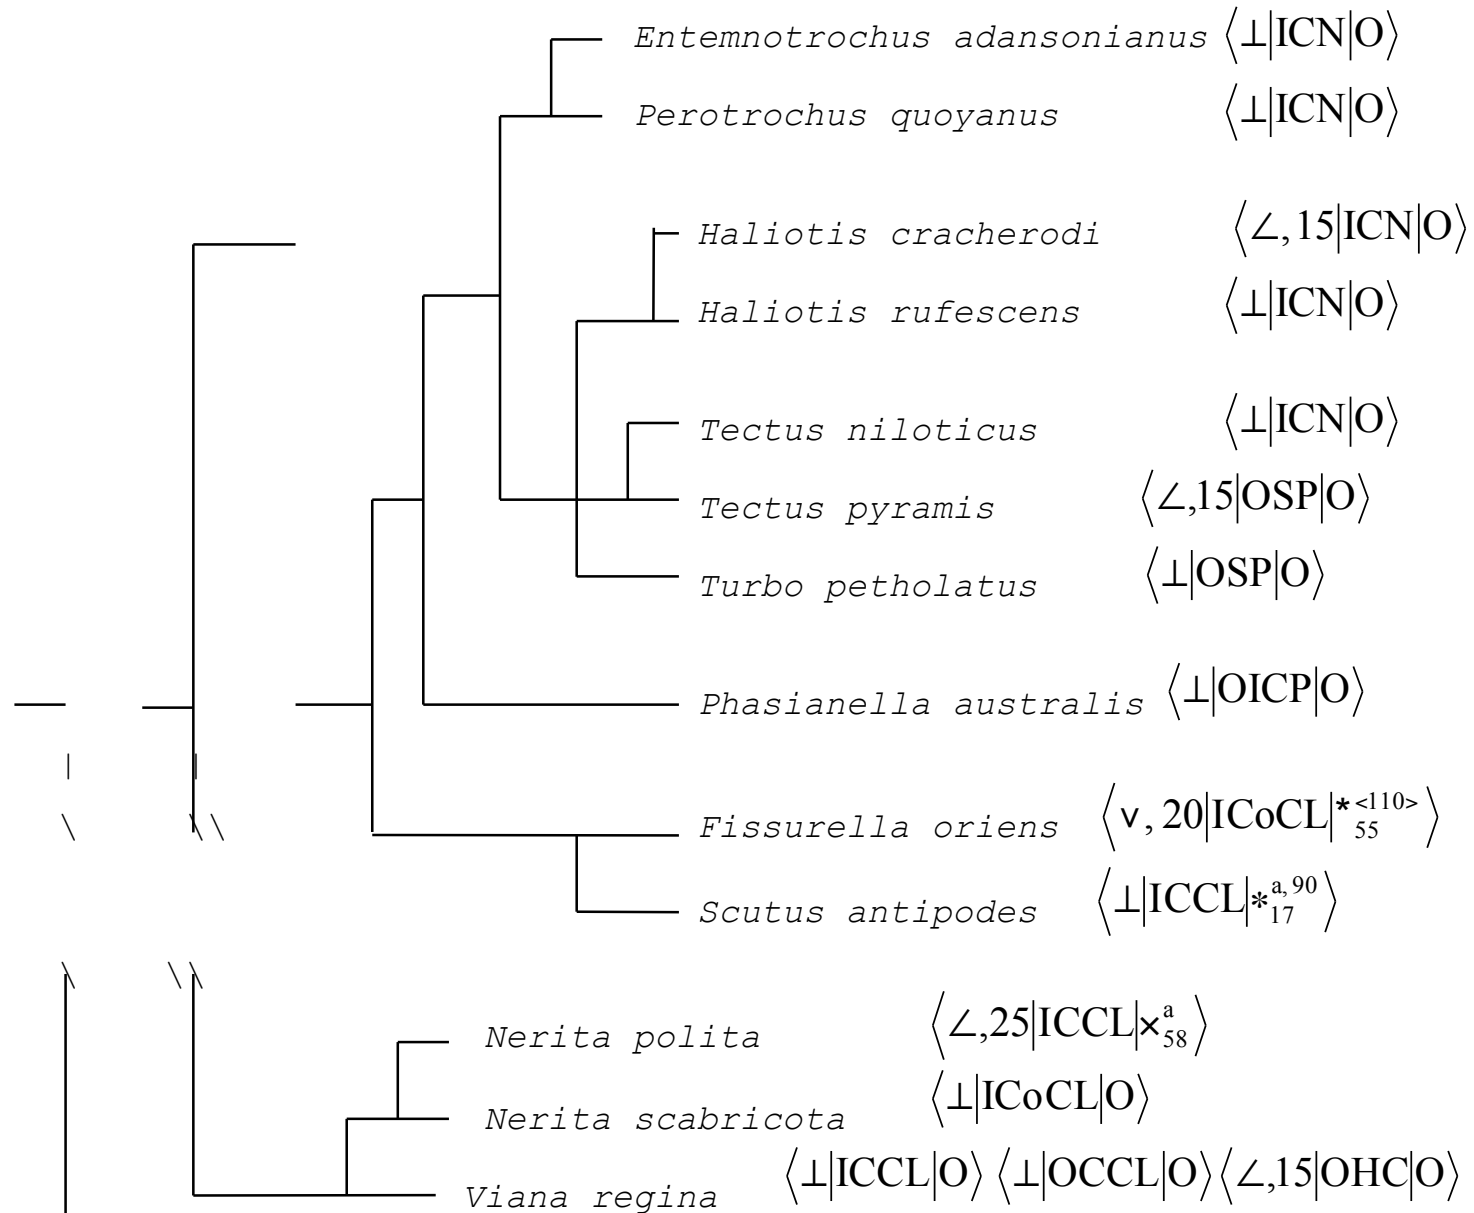 Entemnotrochus adansonianus ⟨⊥|ICN|O⟩
Perotrochus quoyanus ⟨⊥|ICN|O⟩
Haliotis cracherodi ⟨∠, 15|ICN|O⟩
Haliotis rufescens ⟨⊥|ICN|O⟩
Tectus niloticus ⟨⊥|ICN|O⟩
Tectus pyramis ⟨∠,15|OSP|O⟩
Turbo petholatus ⟨⊥|OSP|O⟩
Phasianella australis ⟨⊥|OICP|O⟩
Fissurella oriens ⟨∨, 20|ICoCL|*<110>55⟩
Scutus antipodes ⟨⊥|ICCL|*a, 90 17⟩
Nerita polita ⟨∠,25|ICCL|×a 58⟩
Nerita scabricota ⟨⊥|ICoCL|O⟩
Viana regina ⟨⊥|ICCL|O⟩ ⟨⊥|OCCL|O⟩ ⟨∠,15|OHC|O⟩